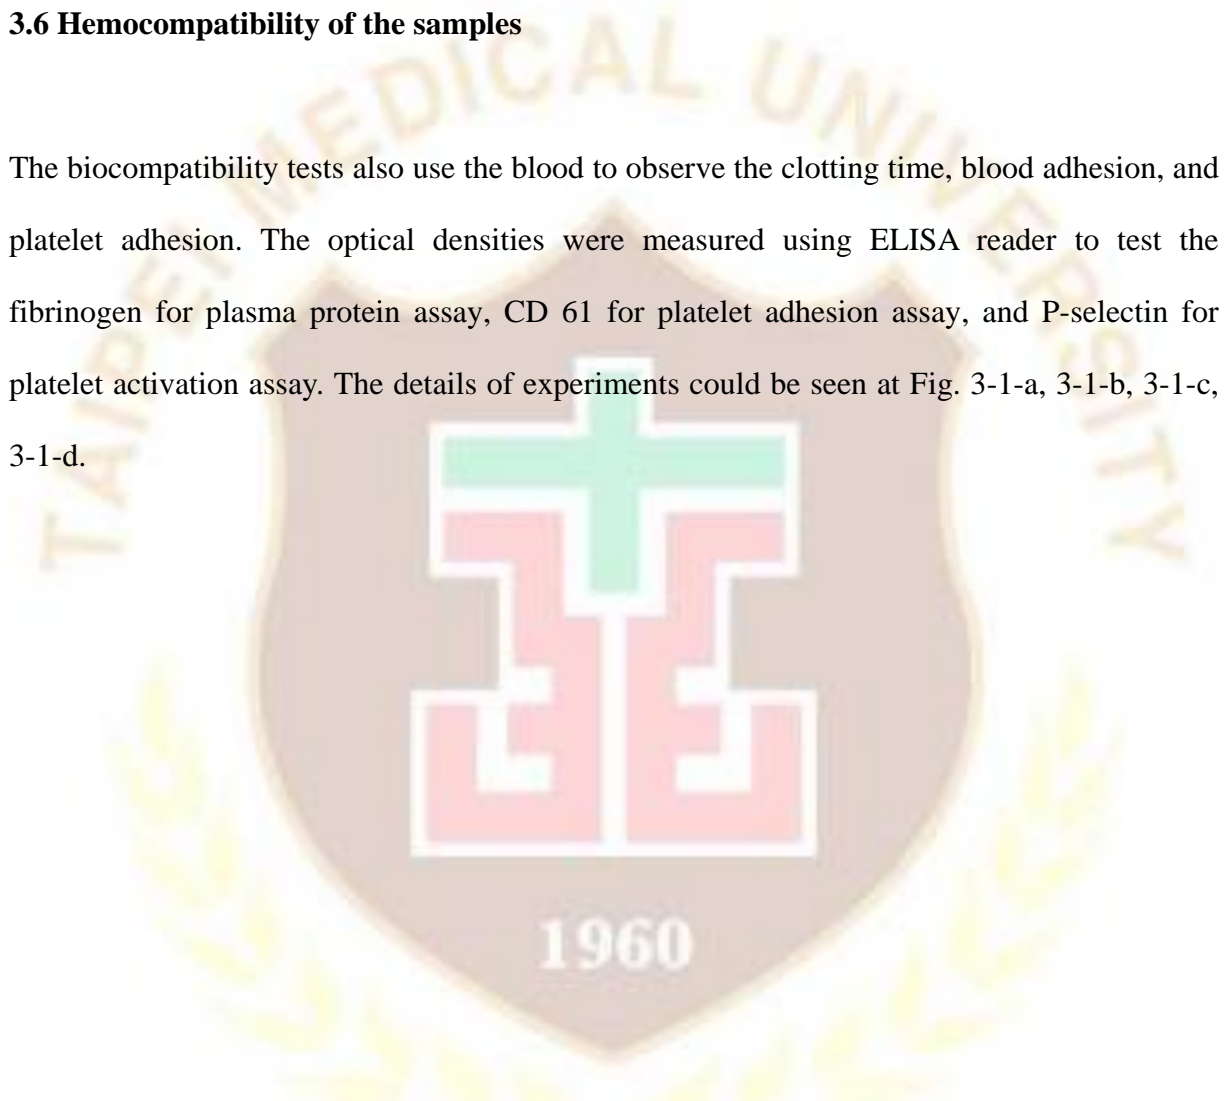 3.6 Hemocompatibility of the samples
The biocompatibility tests also use the blood to observe the clotting time, blood adhesion, and
platelet adhesion. The optical densities were measured using ELISA reader to test the
fibrinogen for plasma protein assay, CD 61 for platelet adhesion assay, and P-selectin for
platelet activation assay. The details of experiments could be seen at Fig. 3-1-a, 3-1-b, 3-1-c,
3-1-d.
TAIPEI MEDICAL UNIVERSITY
1960